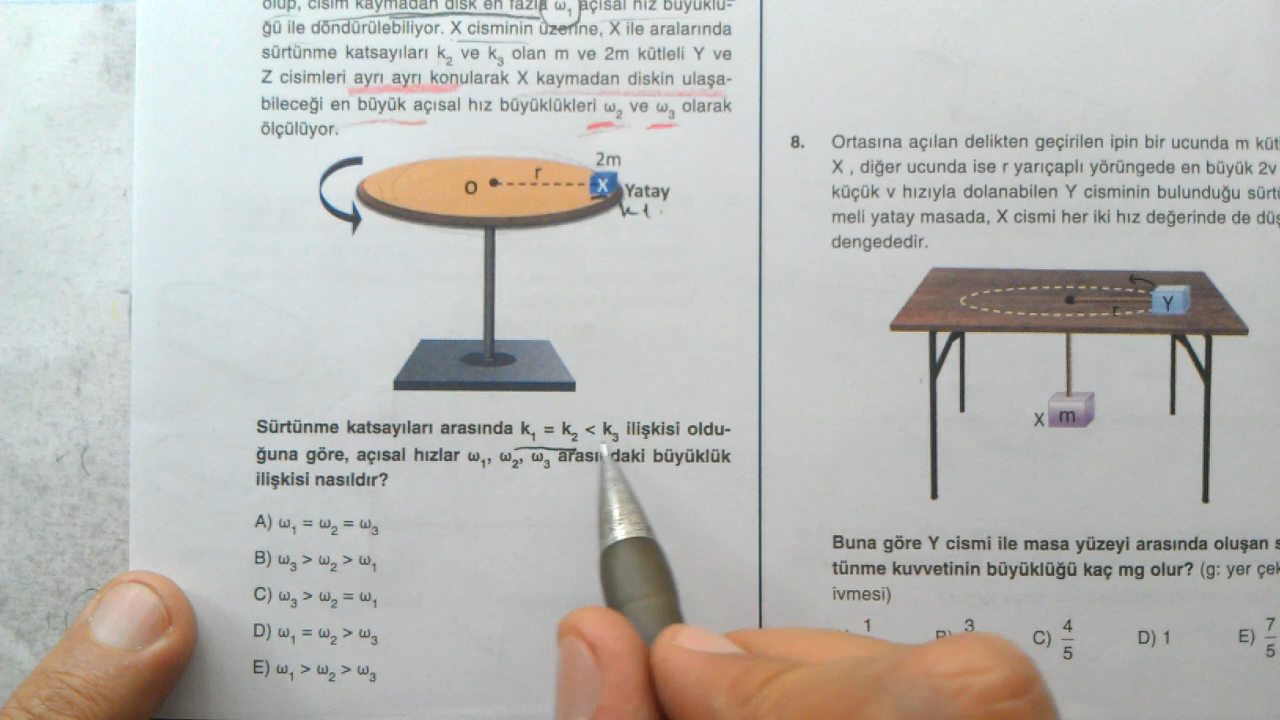 olup, cisim kaymadan disk en fazla ω₁ açısal hız büyüklü-
ğü ile döndürülebiliyor. X cisminin üzerine, X ile aralarında
sürtünme katsayıları k₂ ve k₃ olan m ve 2m kütleli Y ve
Z cisimleri ayrı ayrı konularak X kaymadan diskin ulaşa-
bileceği en büyük açısal hız büyüklükleri ω₂ ve ω₃ olarak
ölçülüyor.
2m
r
O
X
Yatay
k₁
Sürtünme katsayıları arasında k₁ = k₂ < k₃ ilişkisi oldu-
ğuna göre, açısal hızlar ω₁, ω₂, ω₃ arasındaki büyüklük
ilişkisi nasıldır?
A) ω₁ = ω₂ = ω₃
B) ω₃ > ω₂ > ω₁
C) ω₃ > ω₂ = ω₁
D) ω₁ = ω₂ > ω₃
E) ω₁ > ω₂ > ω₃
8. Ortasına açılan delikten geçirilen ipin bir ucunda m küt
X , diğer ucunda ise r yarıçaplı yörüngede en büyük 2v
küçük v hızıyla dolanabilen Y cisminin bulunduğu sürt
meli yatay masada, X cismi her iki hız değerinde de düş
dengededir.
Y
r
X
m
Buna göre Y cismi ile masa yüzeyi arasında oluşan s
tünme kuvvetinin büyüklüğü kaç mg olur? (g: yer çek
ivmesi)
1
3
C) 4/5
D) 1
E) 7/5